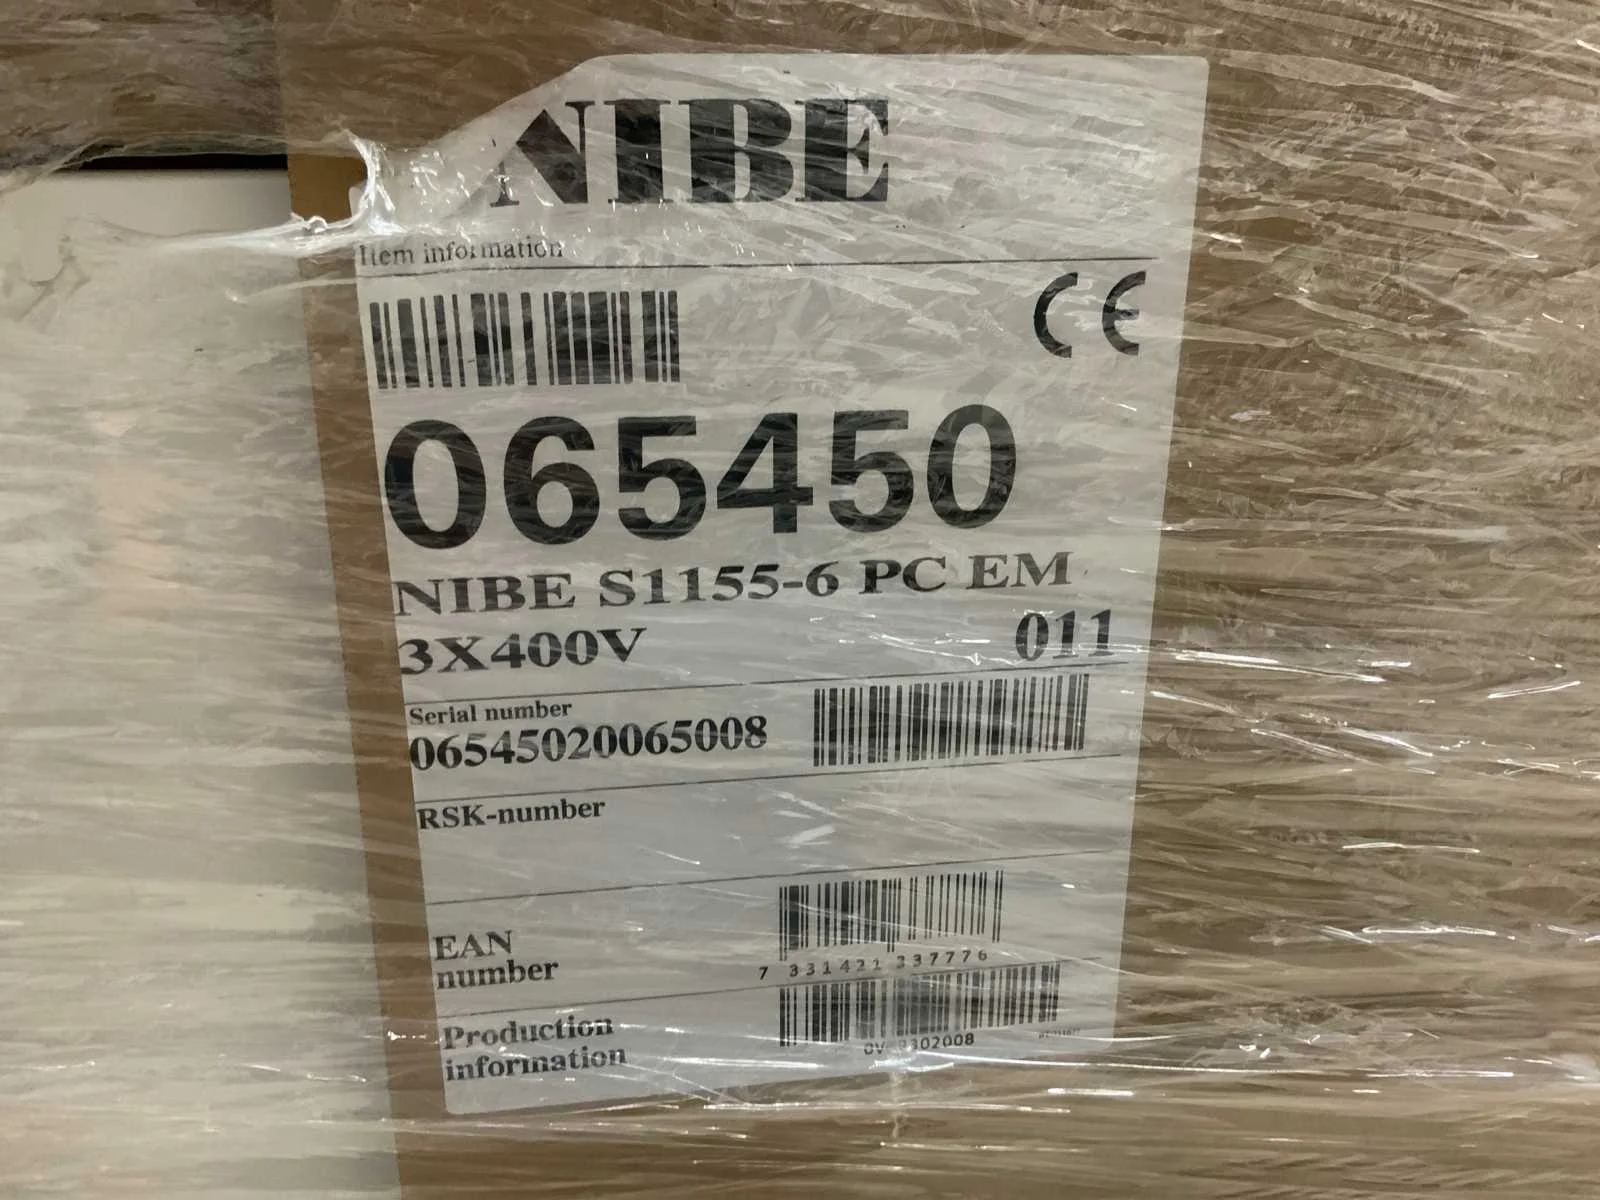 NIBE
Item information
CE
065450
NIBE S1155-6 PC EM
3X400V 011
Serial number
06545020065008
RSK-number
EAN
number
7 331421 337776
Production
information